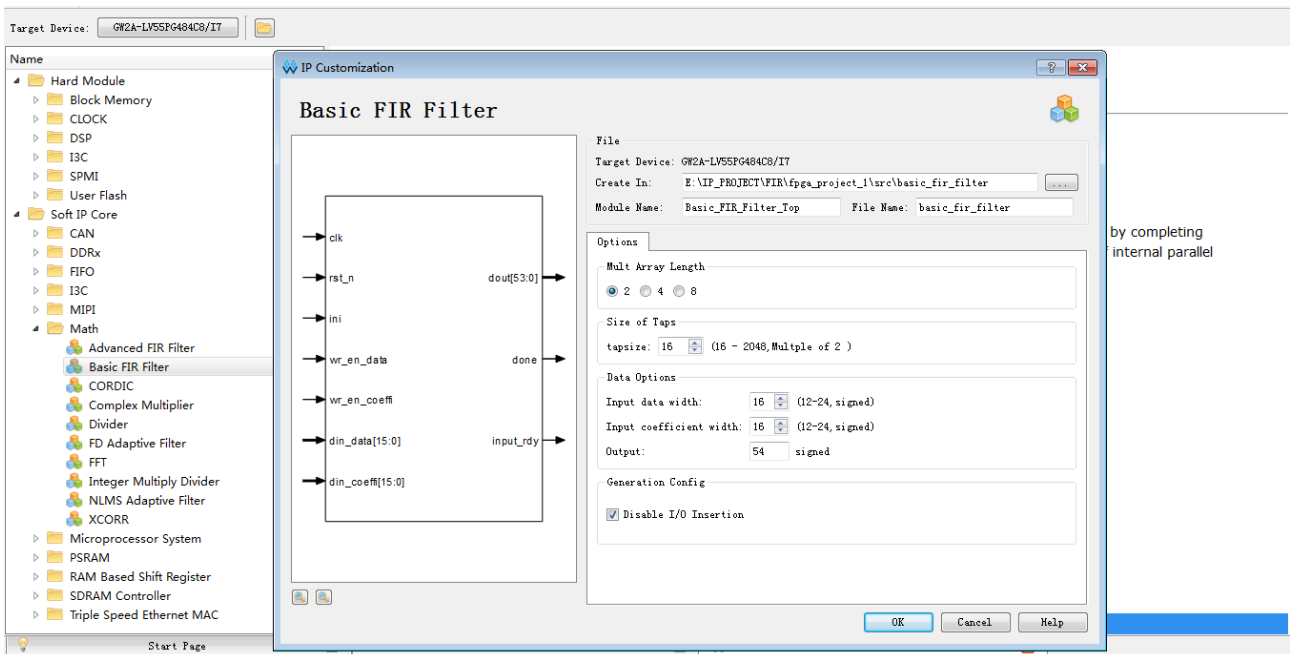 Target Device: GW2A-LV55PG484C8/I7
Name
Hard Module
Block Memory
CLOCK
DSP
I3C
SPMI
User Flash
Soft IP Core
CAN
DDRx
FIFO
I3C
MIPI
Math
Advanced FIR Filter
Basic FIR Filter
CORDIC
Complex Multiplier
Divider
FD Adaptive Filter
FFT
Integer Multiply Divider
NLMS Adaptive Filter
XCORR
Microprocessor System
PSRAM
RAM Based Shift Register
SDRAM Controller
Triple Speed Ethernet MAC
Start Page
IP Customization
Basic FIR Filter
clk
rst_n
dout[53:0]
ini
wr_en_data
done
wr_en_coeffi
din_data[15:0]
input_rdy
din_coeffi[15:0]
File
Target Device: GW2A-LV55PG484C8/I7
Create In: E:\IP_PROJECT\FIR\fpga_project_1\src\basic_fir_filter ...
Module Name: Basic_FIR_Filter_Top File Name: basic_fir_filter
Options
Mult Array Length
2 4 8
Size of Taps
tapsize: 16 (16 - 2048,Multple of 2 )
Data Options
Input data width: 16 (12-24, signed)
Input coefficient width: 16 (12-24, signed)
Output: 54 signed
Generation Config
Disable I/O Insertion
OK Cancel Help
by completing
internal parallel